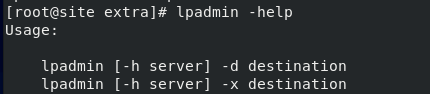 [root@site extra]# lpadmin -help
Usage:
lpadmin [-h server] -d destination
lpadmin [-h server] -x destination